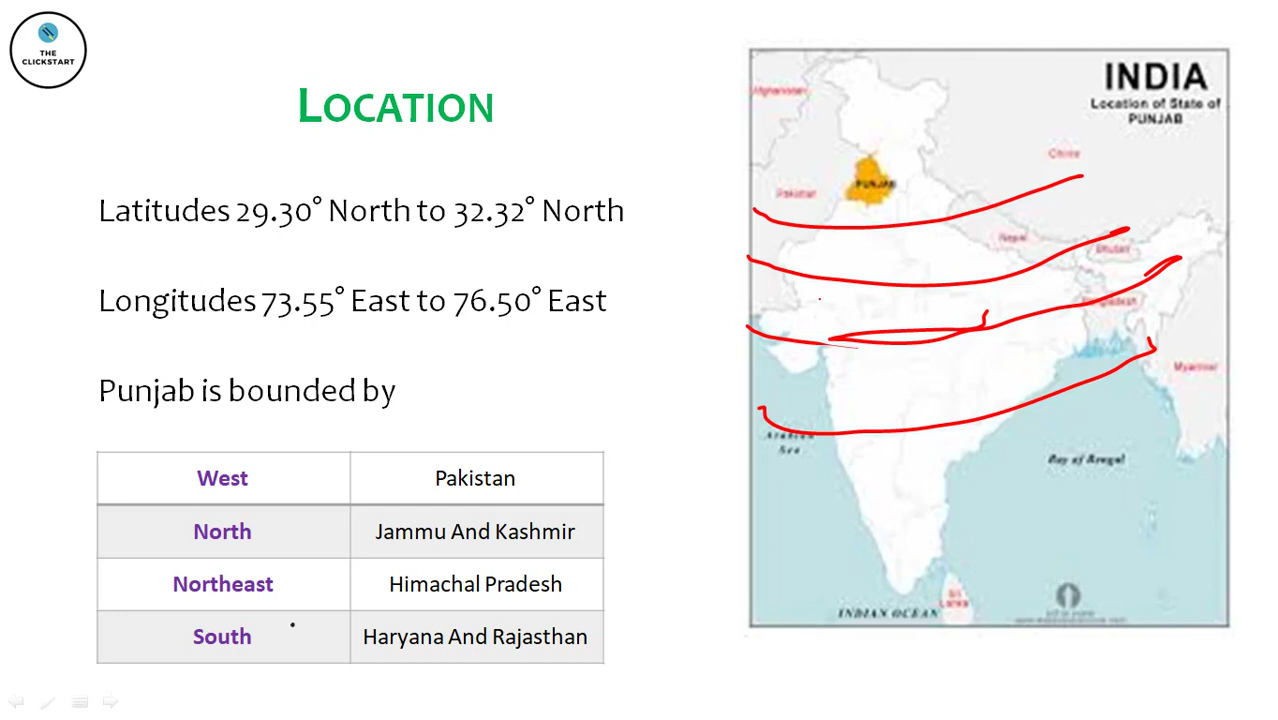 THE
CLICKSTART
LOCATION
Latitudes 29.30° North to 32.32° North
Longitudes 73.55° East to 76.50° East
Punjab is bounded by
West Pakistan
North Jammu And Kashmir
Northeast Himachal Pradesh
South Haryana And Rajasthan
INDIA
Location of State of
PUNJAB
Afghanistan
China
PUNJAB
Pakistan
Nepal
Bhutan
Bangladesh
Myanmar
Arabian
Sea
Bay of Bengal
Sri
Lanka
INDIAN OCEAN